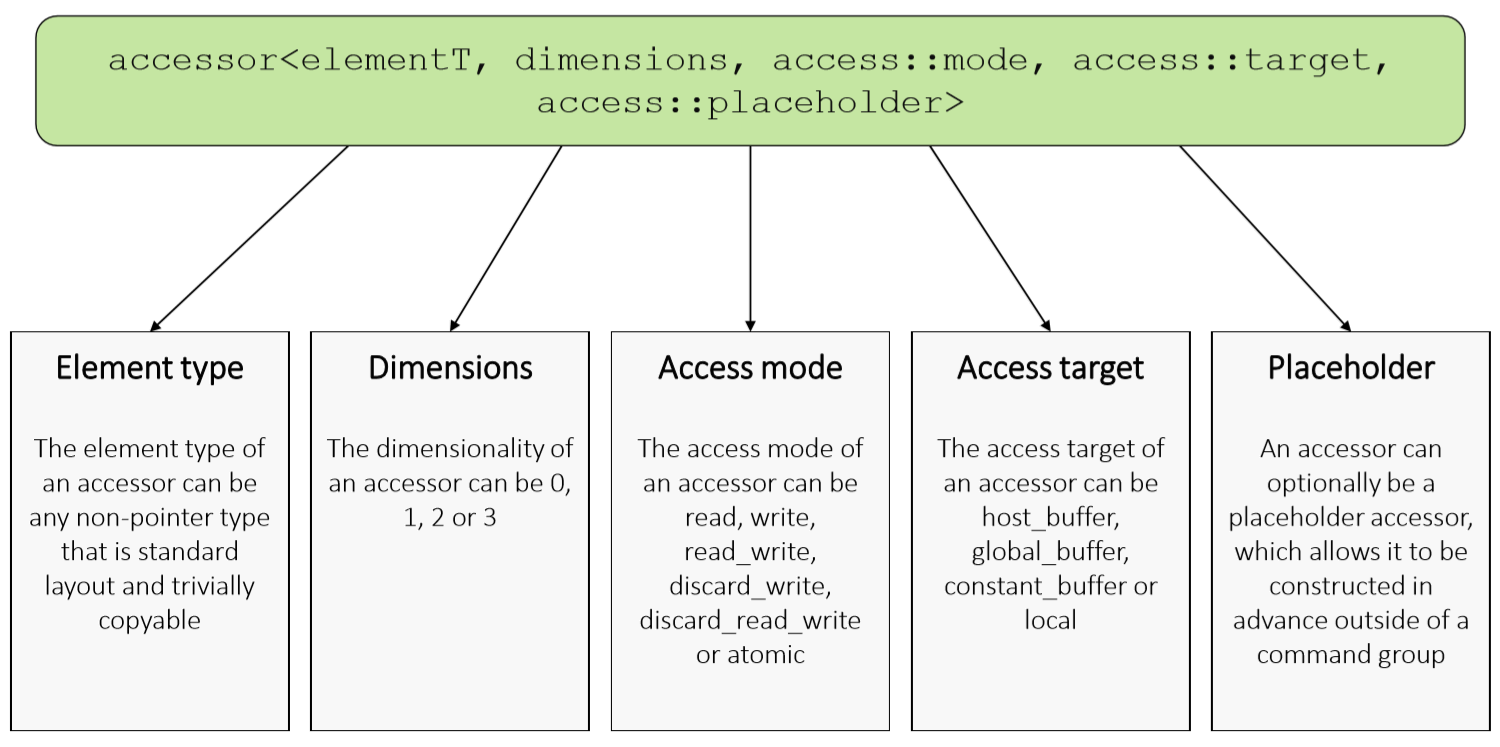 accessor<elementT, dimensions, access::mode, access::target,
access::placeholder>
Element type
The element type of
an accessor can be
any non-pointer type
that is standard
layout and trivially
copyable
Dimensions
The dimensionality of
an accessor can be 0,
1, 2 or 3
Access mode
The access mode of
an accessor can be
read, write,
read_write,
discard_write,
discard_read_write
or atomic
Access target
The access target of
an accessor can be
host_buffer,
global_buffer,
constant_buffer or
local
Placeholder
An accessor can
optionally be a
placeholder accessor,
which allows it to be
constructed in
advance outside of a
command group